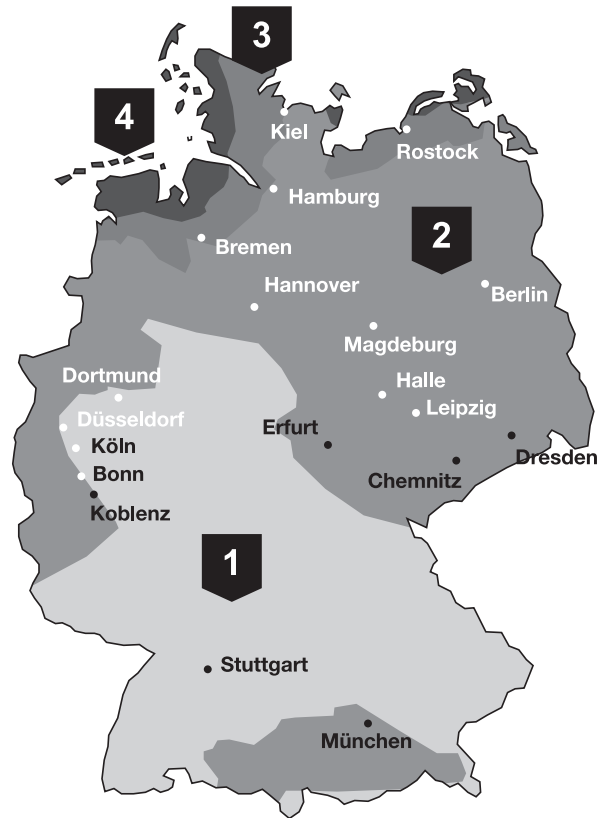 3
4
Kiel
Rostock
Hamburg
2
Bremen
Hannover
Berlin
Magdeburg
Dortmund
Halle
Düsseldorf
Leipzig
Erfurt
Köln
Dresden
Bonn
Chemnitz
Koblenz
1
Stuttgart
München